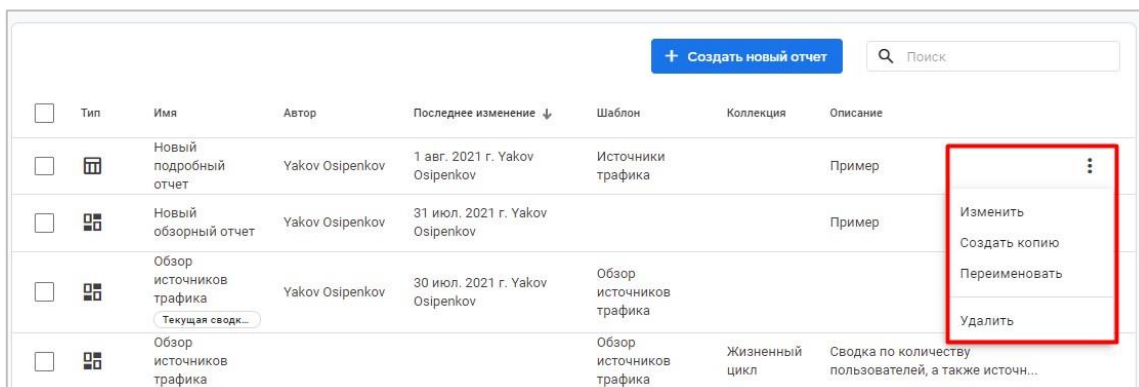 + Создать новый отчет
Поиск
Тип Имя Автор Последнее изменение ↓ Шаблон Коллекция Описание
Новый
подробный
отчет
Yakov Osipenkov
1 авг. 2021 г. Yakov
Osipenkov
Источники
трафика
Пример
Новый
обзорный отчет
Yakov Osipenkov
31 июл. 2021 г. Yakov
Osipenkov
Пример
Обзор
источников
трафика
Текущая сводк...
Yakov Osipenkov
30 июл. 2021 г. Yakov
Osipenkov
Обзор
источников
трафика
Обзор
источников
трафика
Обзор
источников
трафика
Жизненный
цикл
Сводка по количеству
пользователей, а также источн...
Изменить
Создать копию
Переименовать
Удалить